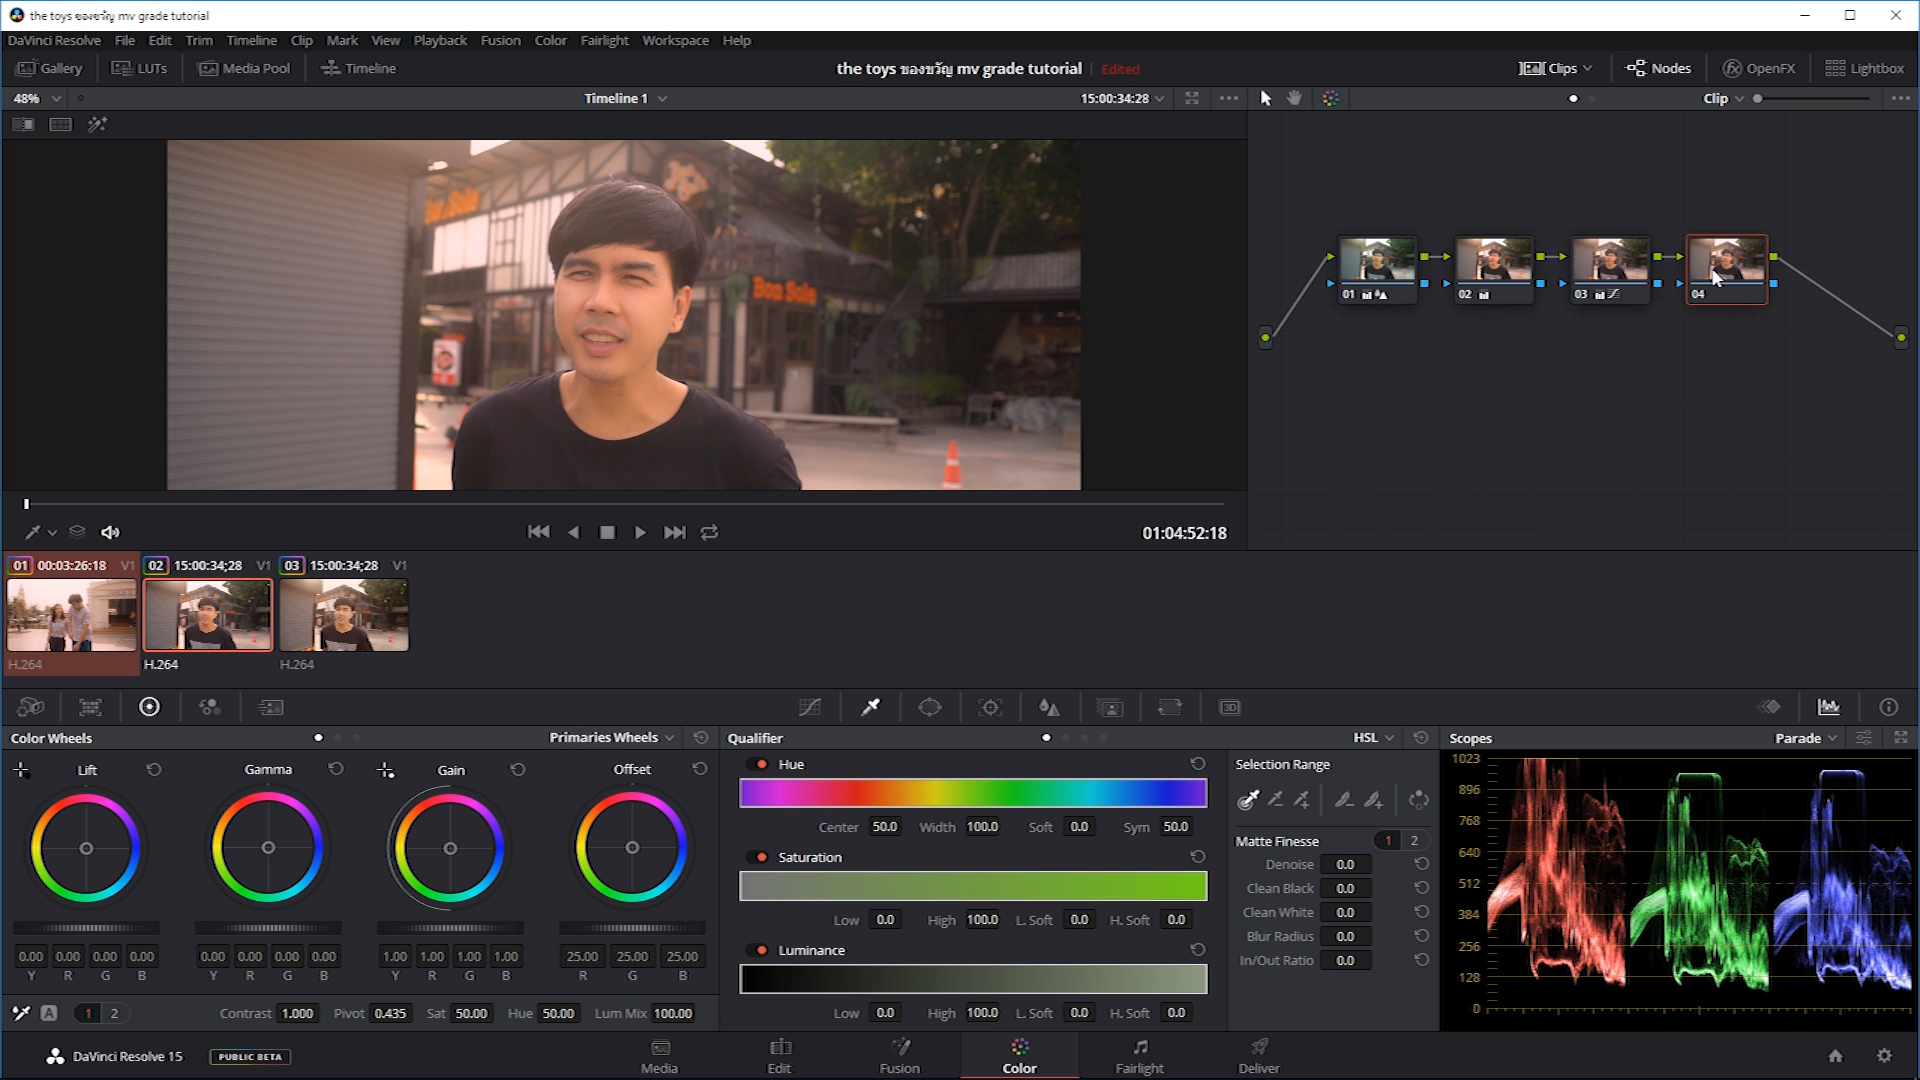 the toys ของขวัญ mv grade tutorial
DaVinci Resolve File Edit Trim Timeline Clip Mark View Playback Fusion Color Fairlight Workspace Help
Gallery LUTs Media Pool Timeline the toys ของขวัญ mv grade tutorial Edited Clips Nodes OpenFX Lightbox
48% Timeline 1 15:00:34:28 Clip
Bon Sole
Bon Sole
01 02 03 04
01:04:52:18
01 00:03:26:18 V1 02 15:00:34;28 V1 03 15:00:34;28 V1
H.264 H.264 H.264
3D
Color Wheels Primaries Wheels Qualifier HSL Scopes Parade
Lift Gamma Gain Offset
0.00 0.00 0.00 0.00 0.00 0.00 0.00 0.00 1.00 1.00 1.00 1.00 25.00 25.00 25.00
Y R G B Y R G B Y R G B R G B
A 1 2 Contrast 1.000 Pivot 0.435 Sat 50.00 Hue 50.00 Lum Mix 100.00
Hue
Center 50.0 Width 100.0 Soft 0.0 Sym 50.0
Saturation
Low 0.0 High 100.0 L. Soft 0.0 H. Soft 0.0
Luminance
Low 0.0 High 100.0 L. Soft 0.0 H. Soft 0.0
Selection Range
Matte Finesse 1 2
Denoise 0.0
Clean Black 0.0
Clean White 0.0
Blur Radius 0.0
In/Out Ratio 0.0
1023
896
768
640
512
384
256
128
0
DaVinci Resolve 15 PUBLIC BETA Media Edit Fusion Color Fairlight Deliver